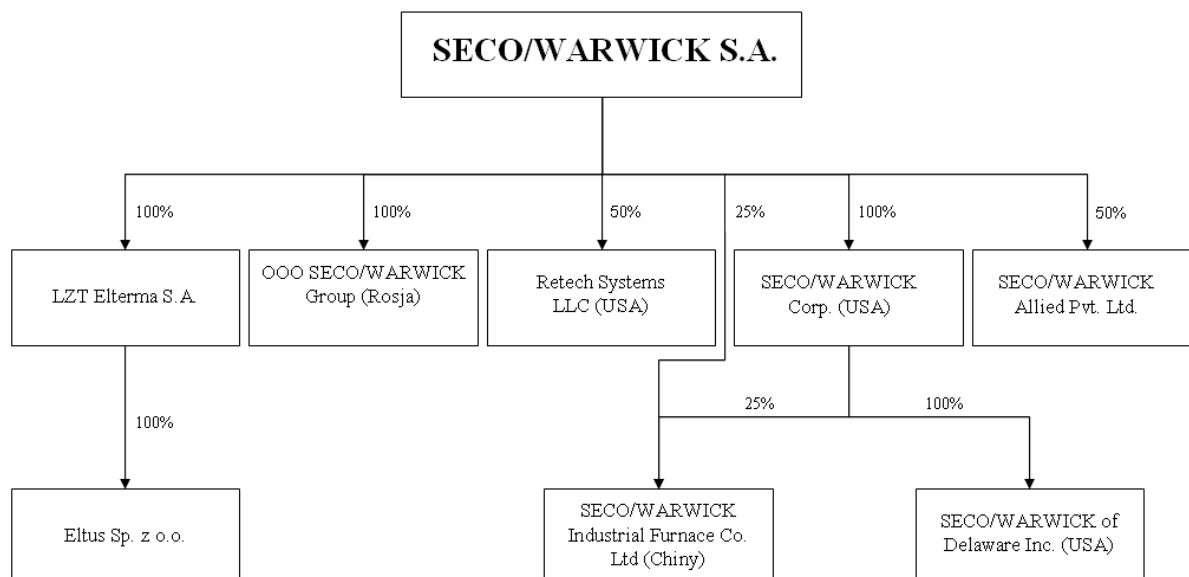 SECO/WARWICK S.A.
100%
100%
50%
25%
100%
50%
LZT Elterma S.A.
OOO SECO/WARWICK
Group (Rosja)
Retech Systems
LLC (USA)
SECO/WARWICK
Corp. (USA)
SECO/WARWICK
Allied Pvt. Ltd.
100%
25%
100%
Eltus Sp. z o.o.
SECO/WARWICK
Industrial Furnace Co.
Ltd (Chiny)
SECO/WARWICK of
Delaware Inc. (USA)